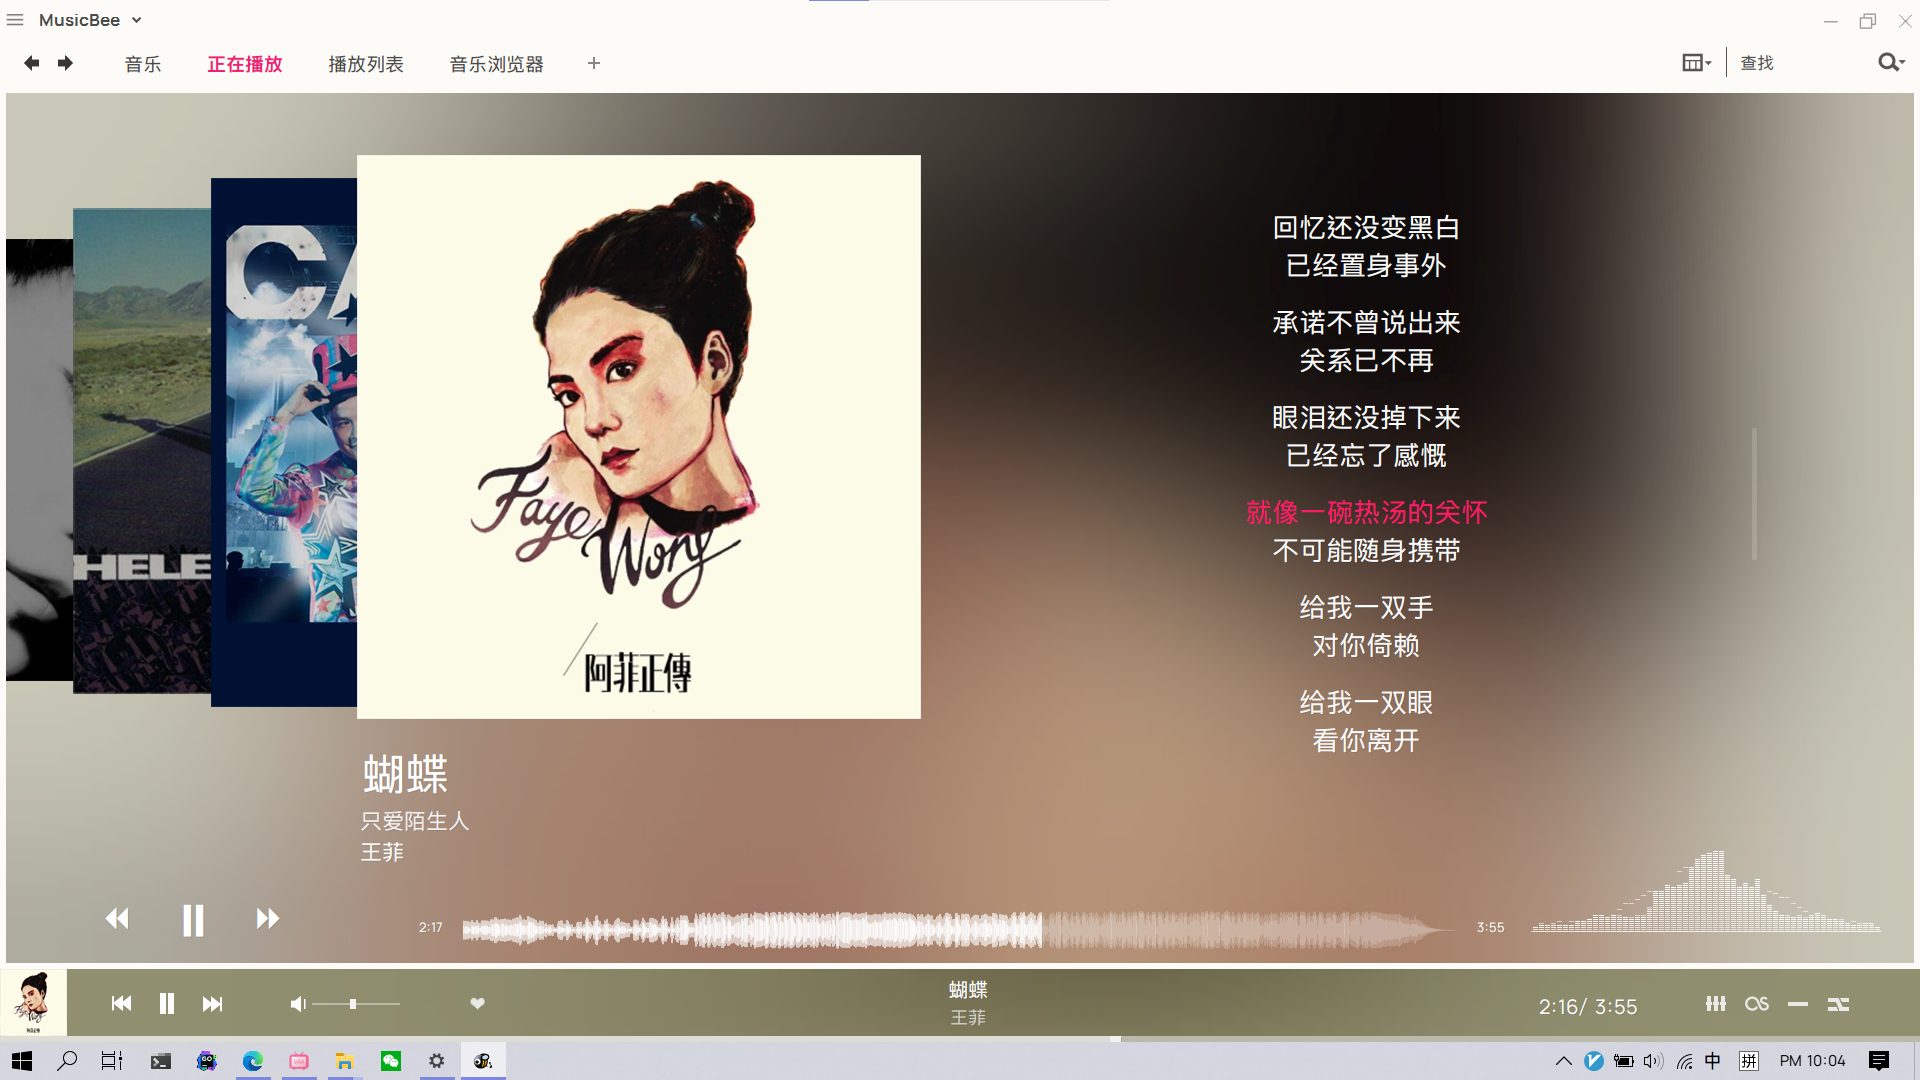 MusicBee
音乐
正在播放
播放列表
音乐浏览器
查找
CA
HELE
Faye Wong
阿菲正傳
回忆还没变黑白
已经置身事外
承诺不曾说出来
关系已不再
眼泪还没掉下来
已经忘了感慨
就像一碗热汤的关怀
不可能随身携带
给我一双手
对你倚赖
给我一双眼
看你离开
蝴蝶
只爱陌生人
王菲
2:17
3:55
蝴蝶
王菲
2:16/ 3:55
中
拼
PM 10:04